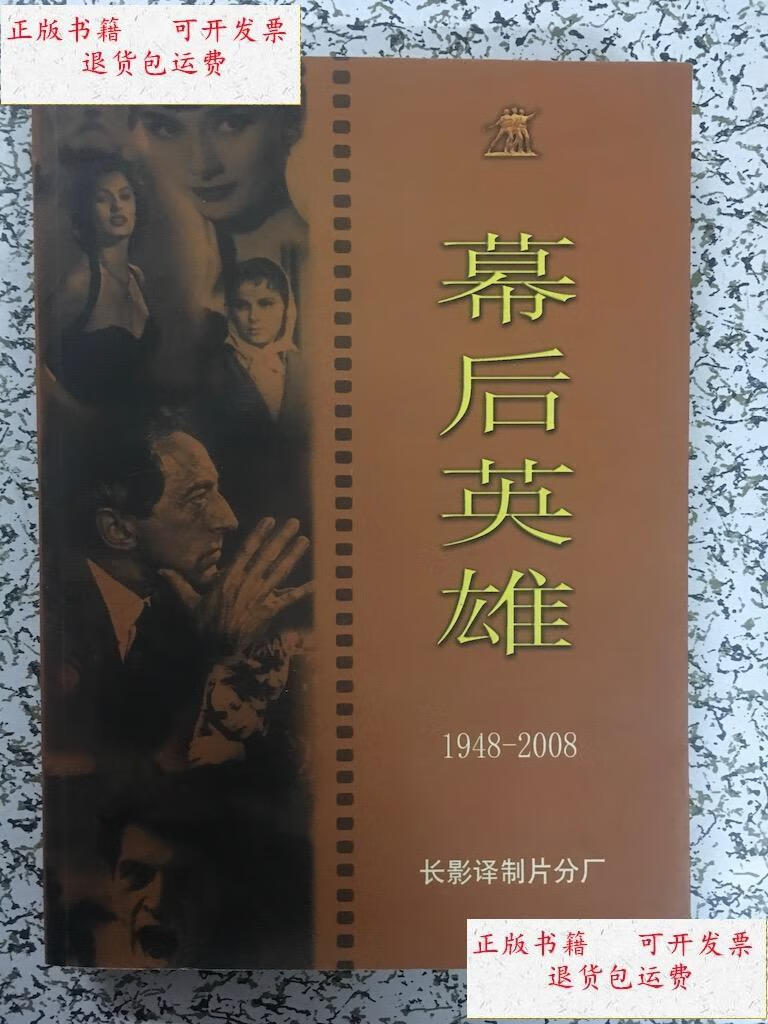 正版书籍 可开发票
退货包运费
幕后英雄
1948-2008
长影译制片分厂
正版书籍 可开发票
退货包运费